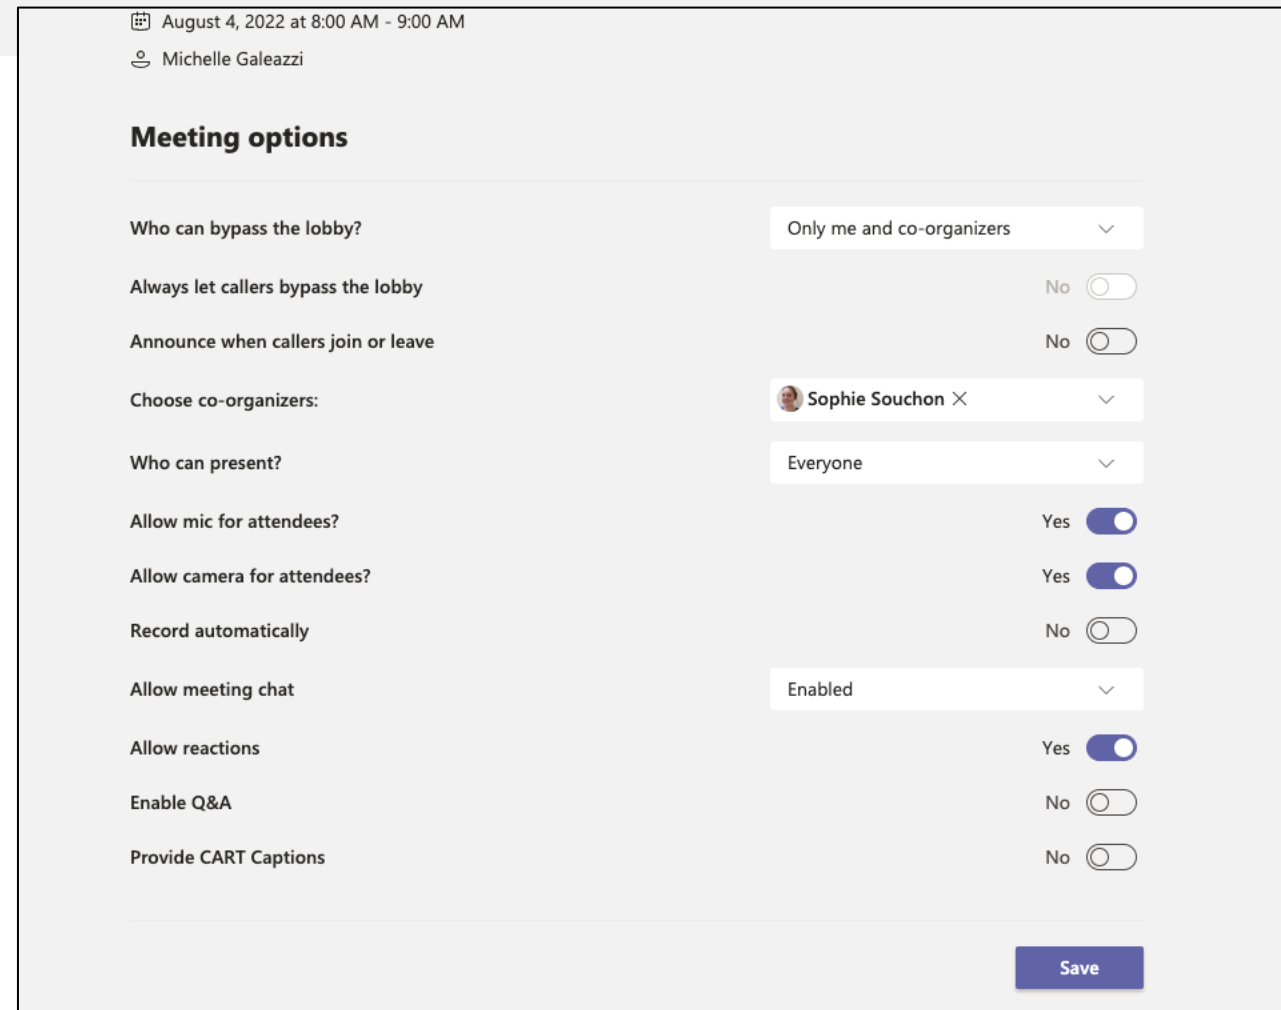 August 4, 2022 at 8:00 AM - 9:00 AM
Michelle Galeazzi
Meeting options
Who can bypass the lobby? Only me and co-organizers
Always let callers bypass the lobby No
Announce when callers join or leave No
Choose co-organizers: Sophie Souchon
Who can present? Everyone
Allow mic for attendees? Yes
Allow camera for attendees? Yes
Record automatically No
Allow meeting chat Enabled
Allow reactions Yes
Enable Q&A No
Provide CART Captions No
Save